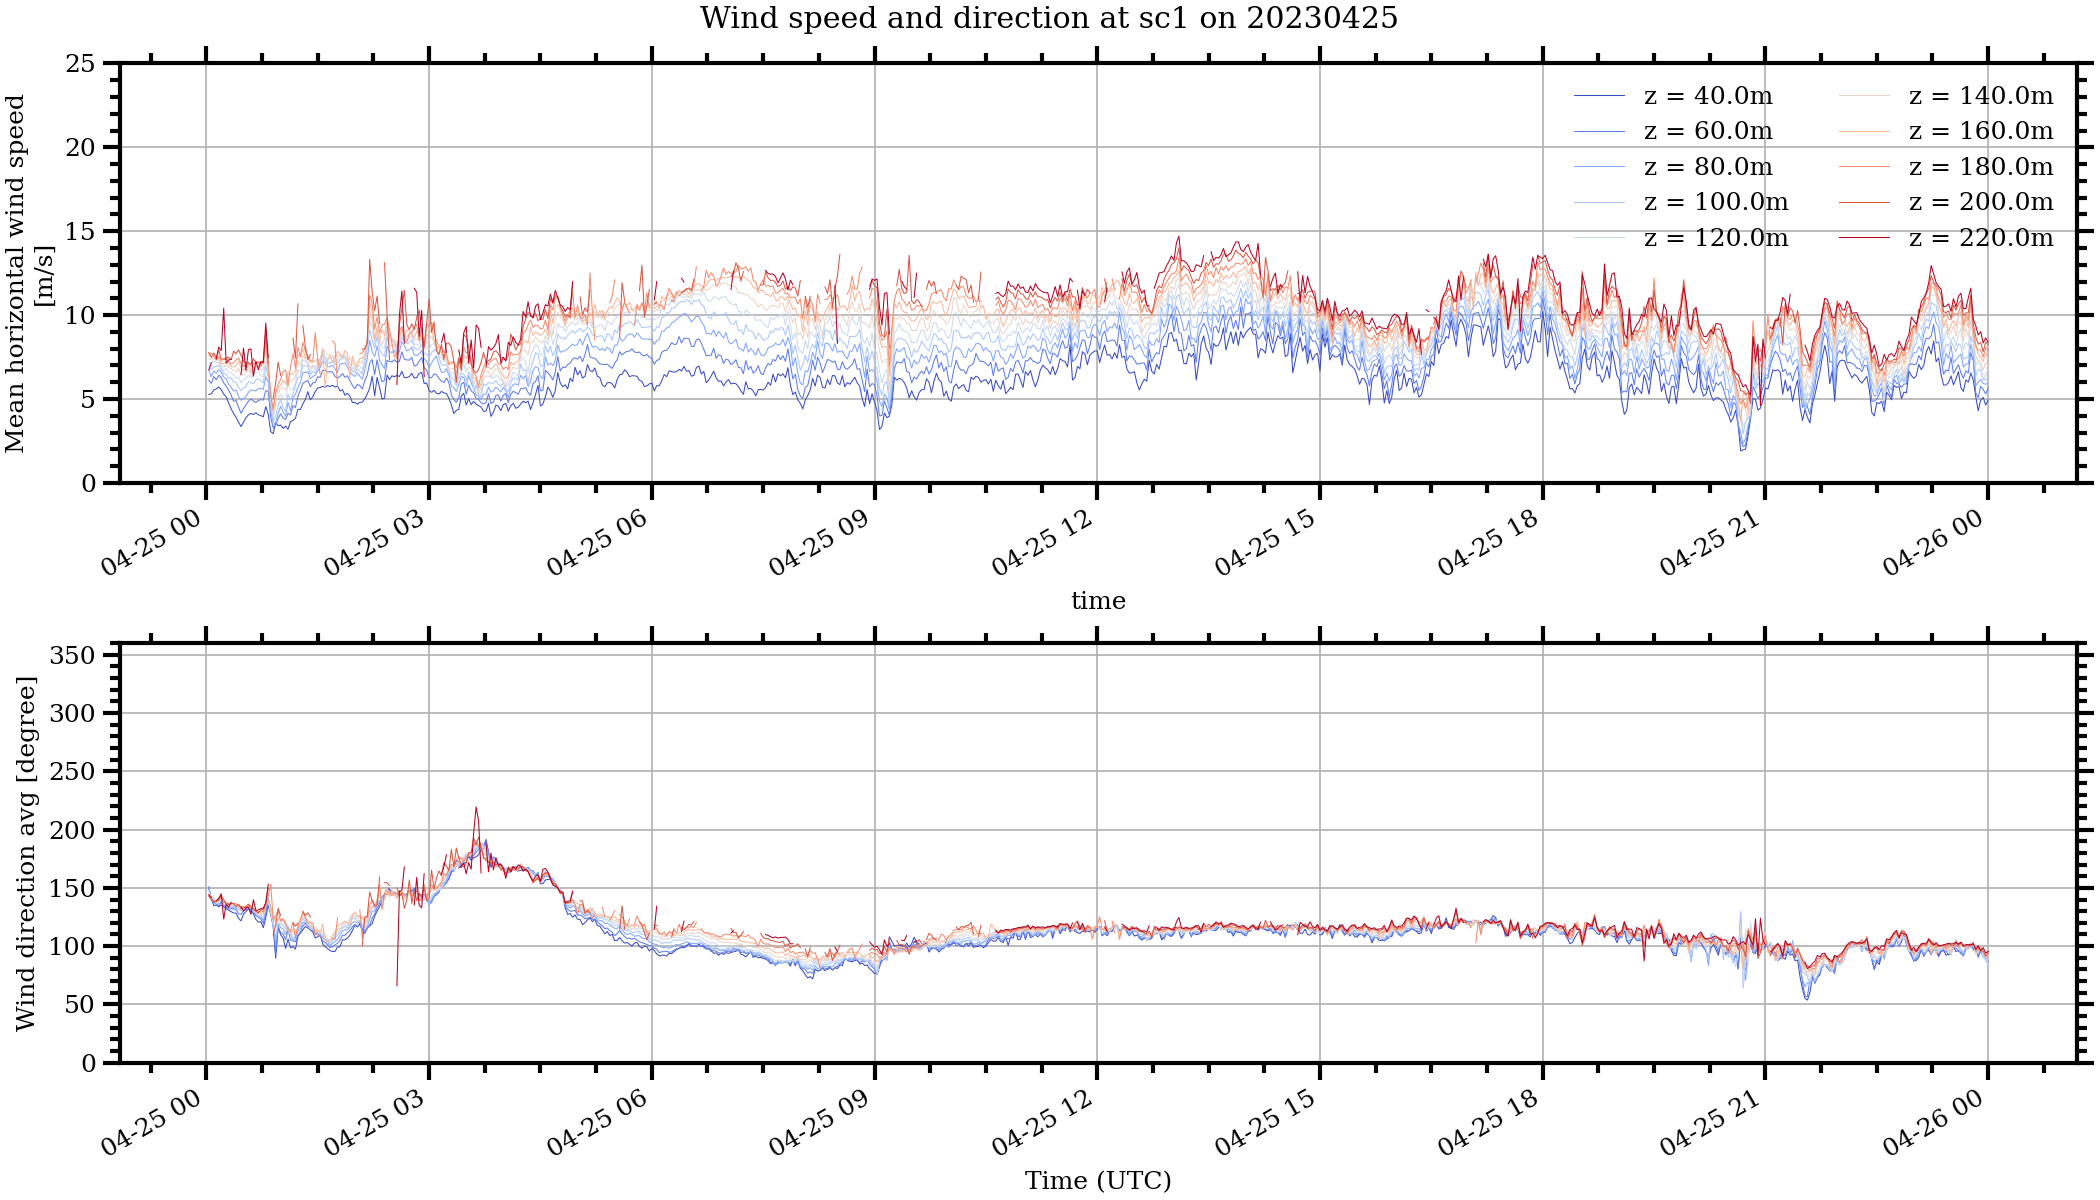 Wind speed and direction at sc1 on 20230425
Mean horizontal wind speed
[m/s]
25
20
15
10
5
0
z = 40.0m
z = 60.0m
z = 80.0m
z = 100.0m
z = 120.0m
z = 140.0m
z = 160.0m
z = 180.0m
z = 200.0m
z = 220.0m
04-25 00
04-25 03
04-25 06
04-25 09
04-25 12
04-25 15
04-25 18
04-25 21
04-26 00
time
Wind direction avg [degree]
350
300
250
200
150
100
50
0
04-25 00
04-25 03
04-25 06
04-25 09
04-25 12
04-25 15
04-25 18
04-25 21
04-26 00
Time (UTC)